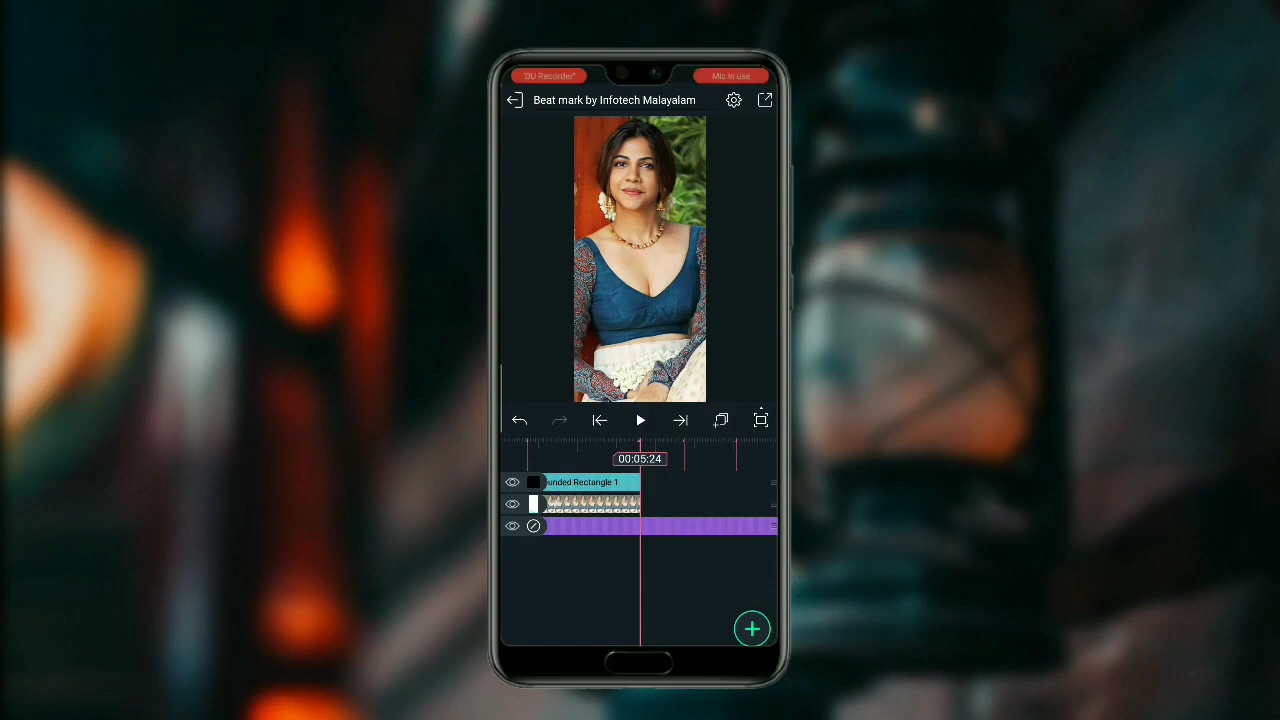 'DU Recorder"
Mic in use
Beat mark by Infotech Malayalam
00:05:24
unded Rectangle 1